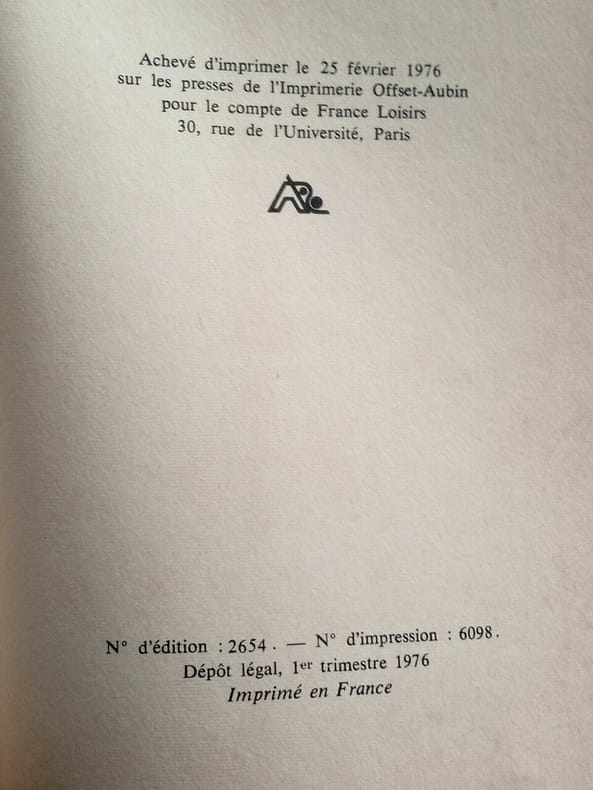 Achevé d'imprimer le 25 février 1976
sur les presses de l'Imprimerie Offset-Aubin
pour le compte de France Loisirs
30, rue de l'Université, Paris
N° d'édition : 2654. — N° d'impression : 6098.
Dépôt légal, 1er trimestre 1976
Imprimé en France